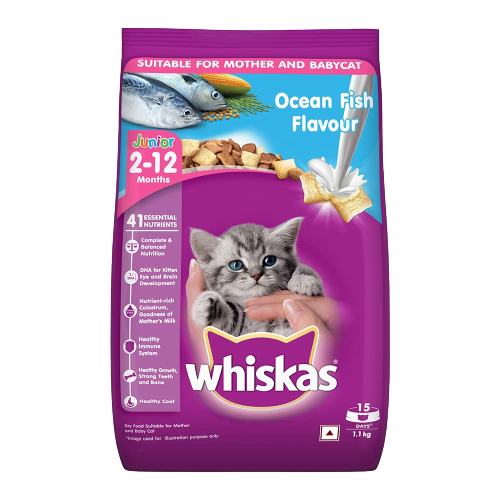 SUITABLE FOR MOTHER AND BABYCAT
Ocean Fish
Flavour
Junior
2-12
Months
41 ESSENTIAL
NUTRIENTS
Complete &
Balanced
Nutrition
DHA for Kitten
Eye and Brain
Development
Nutrient-rich
Colostrum,
Goodness of
Mother's Milk
Healthy
Immune
System
Healthy Growth,
Strong Teeth
and Bone
Healthy Coat
whiskas®
Dry Food Suitable for Mother
and Baby Cat
*Image used for illustration purpose only
15
DAYS*
1.1kg